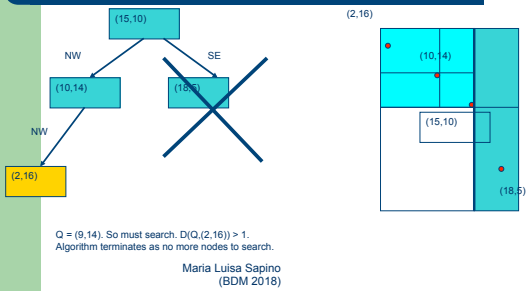 (15,10)
(2,16)
NW
SE
(10,14)
(10,14)
(18,5)
(15,10)
NW
(2,16)
(18,5)
Q = (9,14). So must search. D(Q,(2,16)) > 1.
Algorithm terminates as no more nodes to search.
Maria Luisa Sapino
(BDM 2018)